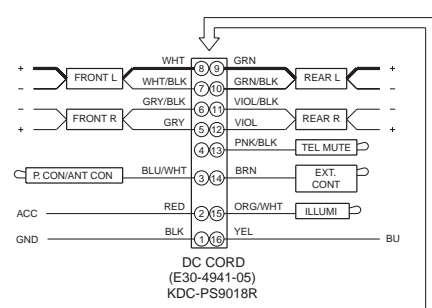 WHT 8 9 GRN
+ FRONT L REAR L +
– WHT/BLK 7 10 GRN/BLK –
– GRY/BLK 6 11 VIOL/BLK –
+ FRONT R GRY 5 12 VIOL REAR R +
4 13 PNK/BLK TEL MUTE
P. CON/ANT CON BLU/WHT 3 14 BRN EXT. CONT
ACC RED 2 15 ORG/WHT ILLUMI
GND BLK 1 16 YEL BU
DC CORD
(E30-4941-05)
KDC-PS9018R